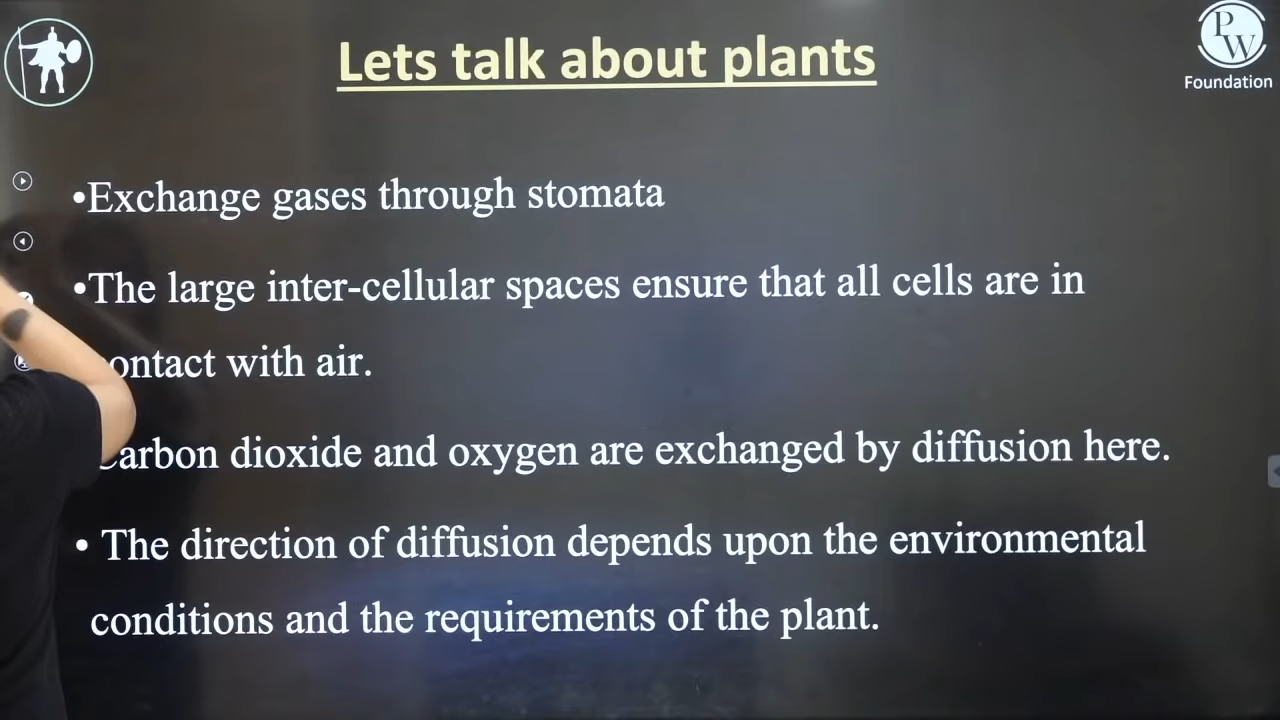 Lets talk about plants
PW
Foundation
•Exchange gases through stomata
•The large inter-cellular spaces ensure that all cells are in
ontact with air.
Carbon dioxide and oxygen are exchanged by diffusion here.
• The direction of diffusion depends upon the environmental
conditions and the requirements of the plant.